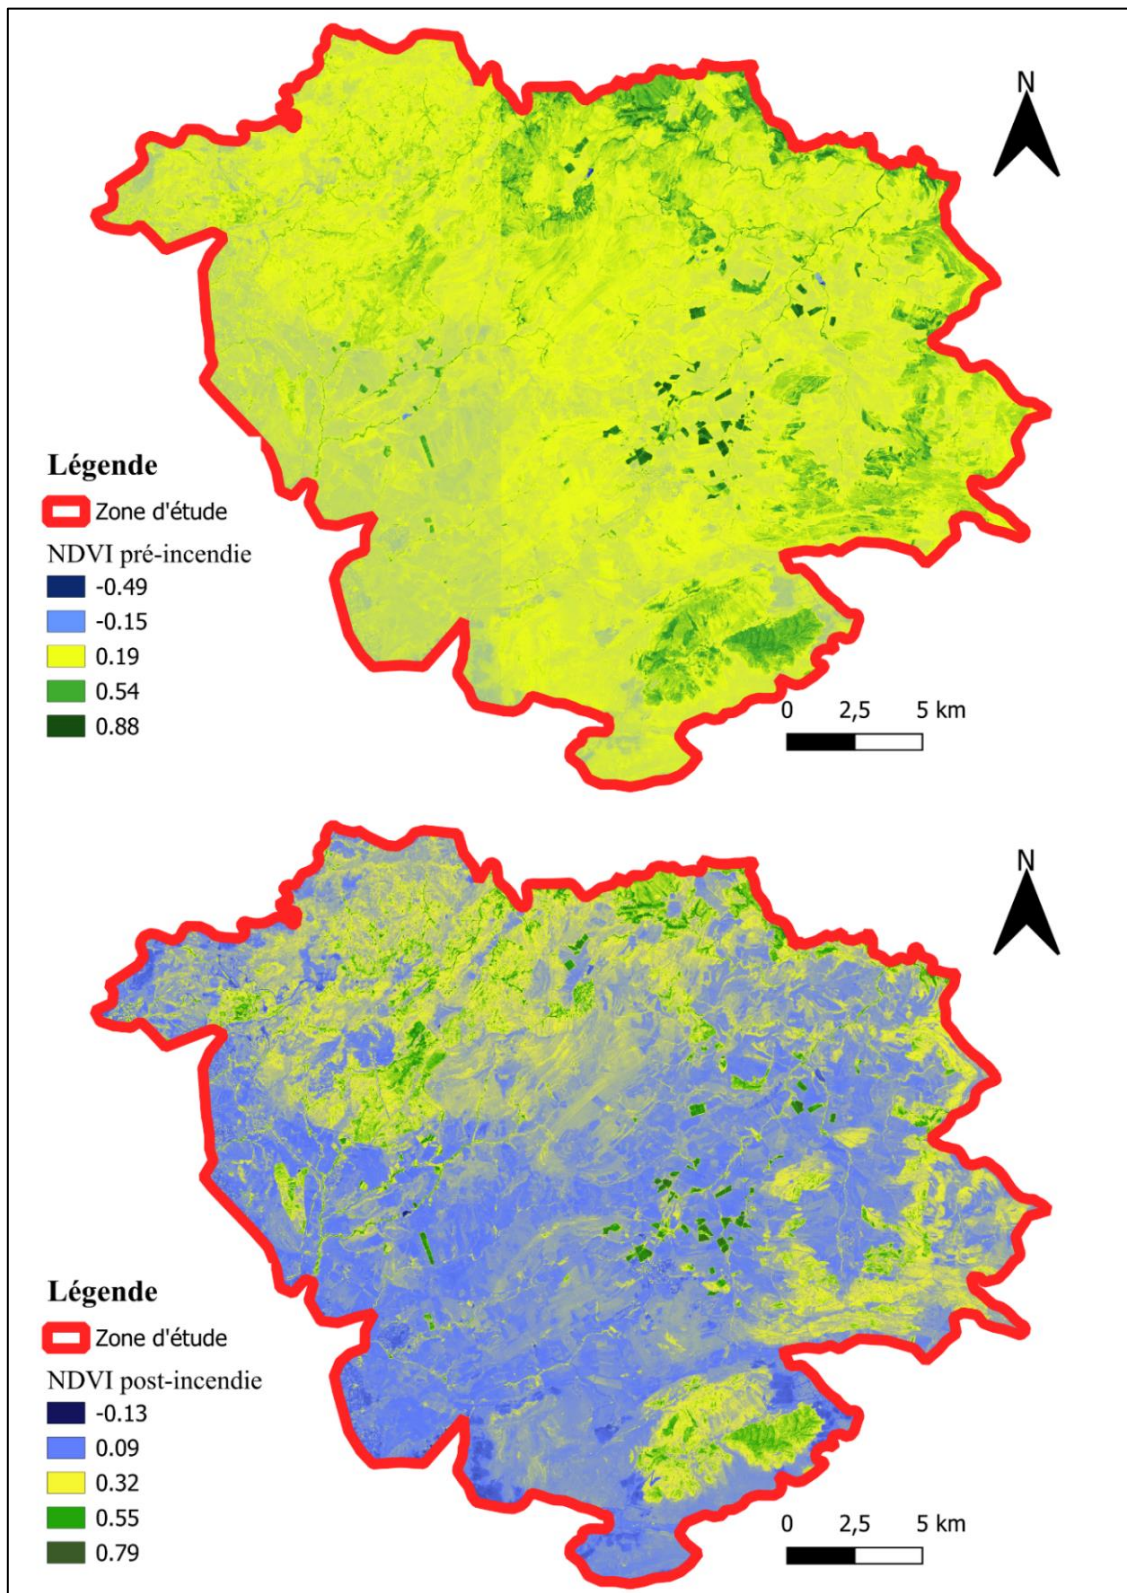 N
Légende
Zone d'étude
NDVI pré-incendie
-0.49
-0.15
0.19
0.54
0.88
0 2,5 5 km
N
Légende
Zone d'étude
NDVI post-incendie
-0.13
0.09
0.32
0.55
0.79
0 2,5 5 km